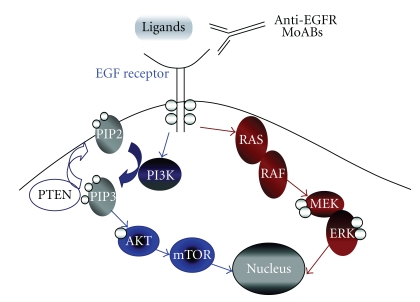 Ligands
Anti-EGFR
MoABs
EGF receptor
PIP2
RAS
PI3K
RAF
PTEN
PIP3
MEK
ERK
AKT
mTOR
Nucleus